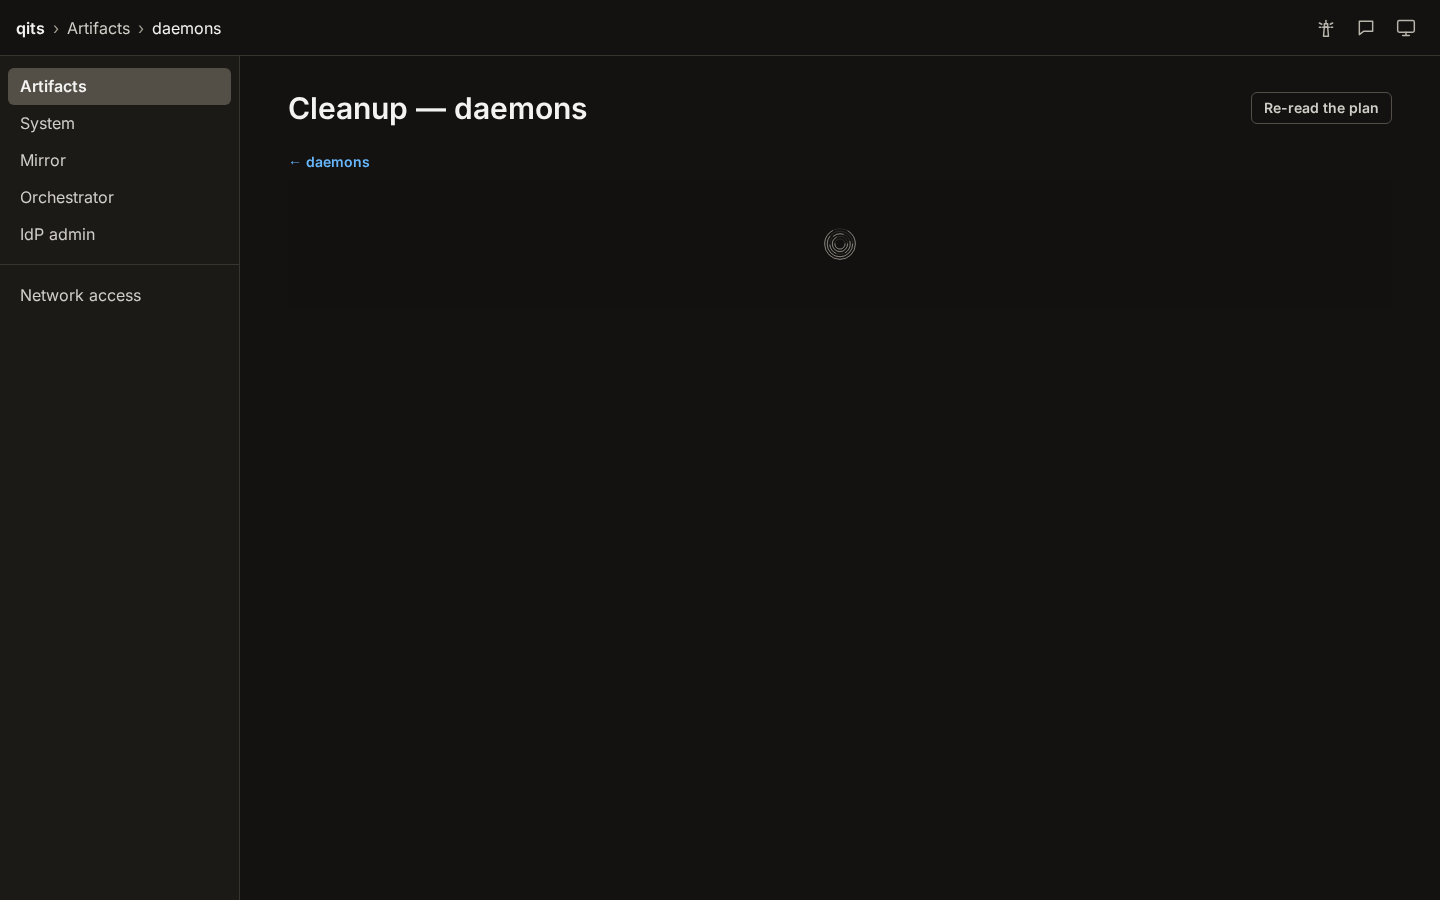 qits › Artifacts › daemons
Artifacts
System
Mirror
Orchestrator
IdP admin
Network access
Cleanup — daemons
Re-read the plan
← daemons